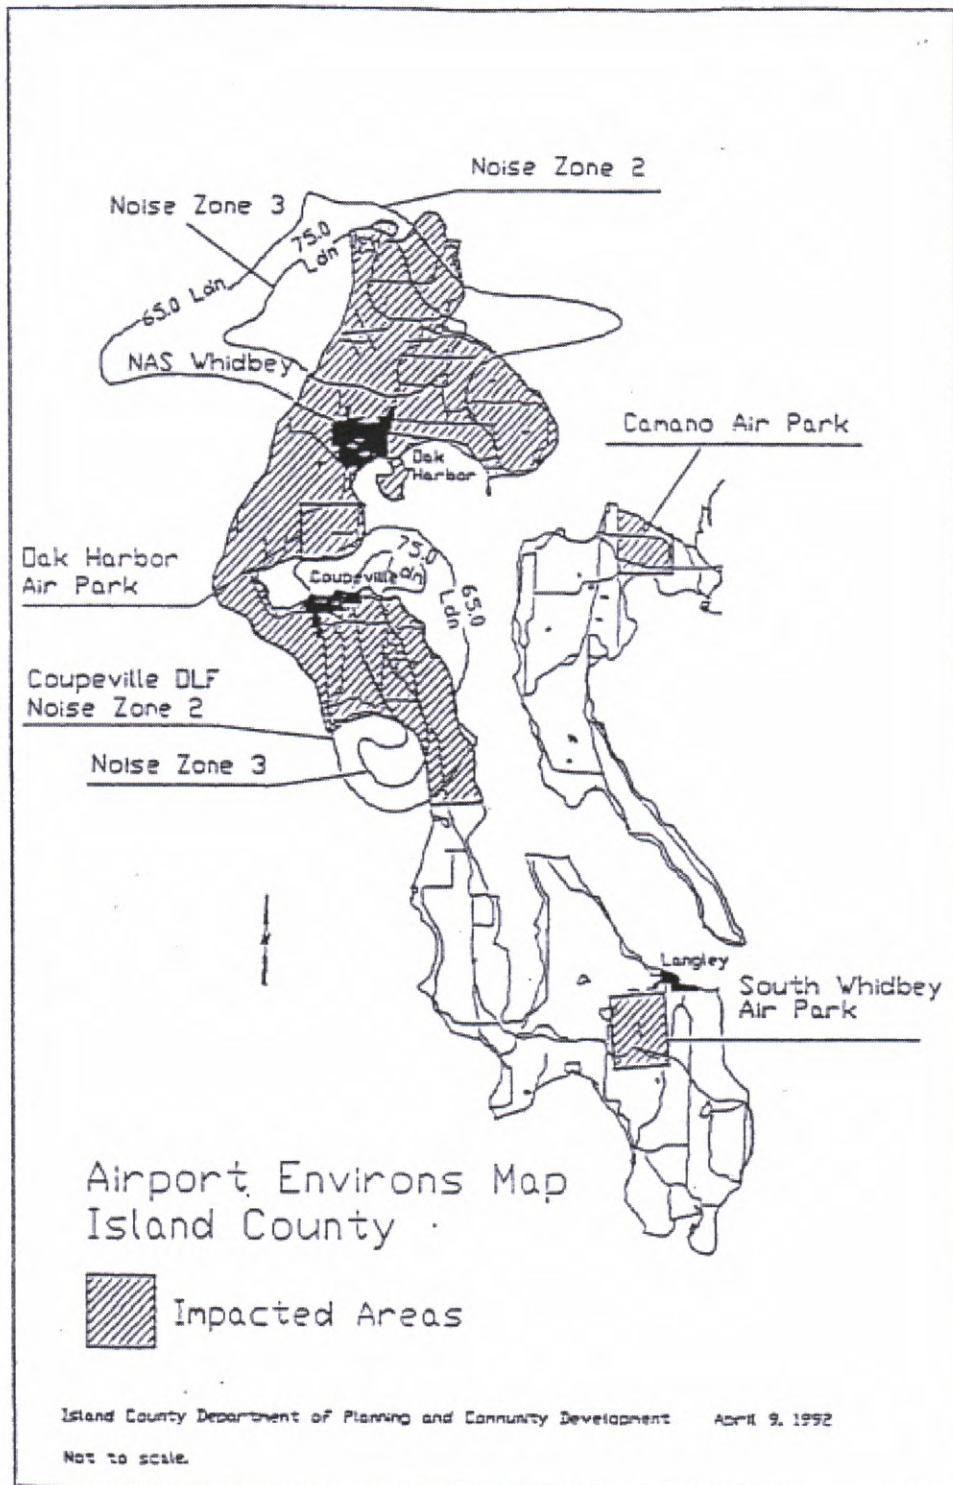 Noise Zone 2
Noise Zone 3
75.0
Ldn
65.0 Ldn
NAS Whidbey
Camano Air Park
Oak
Harbor
Oak Harbor
Air Park
75.0
Coupeville
65.0
Ldn
Coupeville OLF
Noise Zone 2
Noise Zone 3
Langley
South Whidbey
Air Park
Airport Environs Map
Island County
Impacted Areas
Island County Department of Planning and Community Development April 9, 1992
Not to scale.